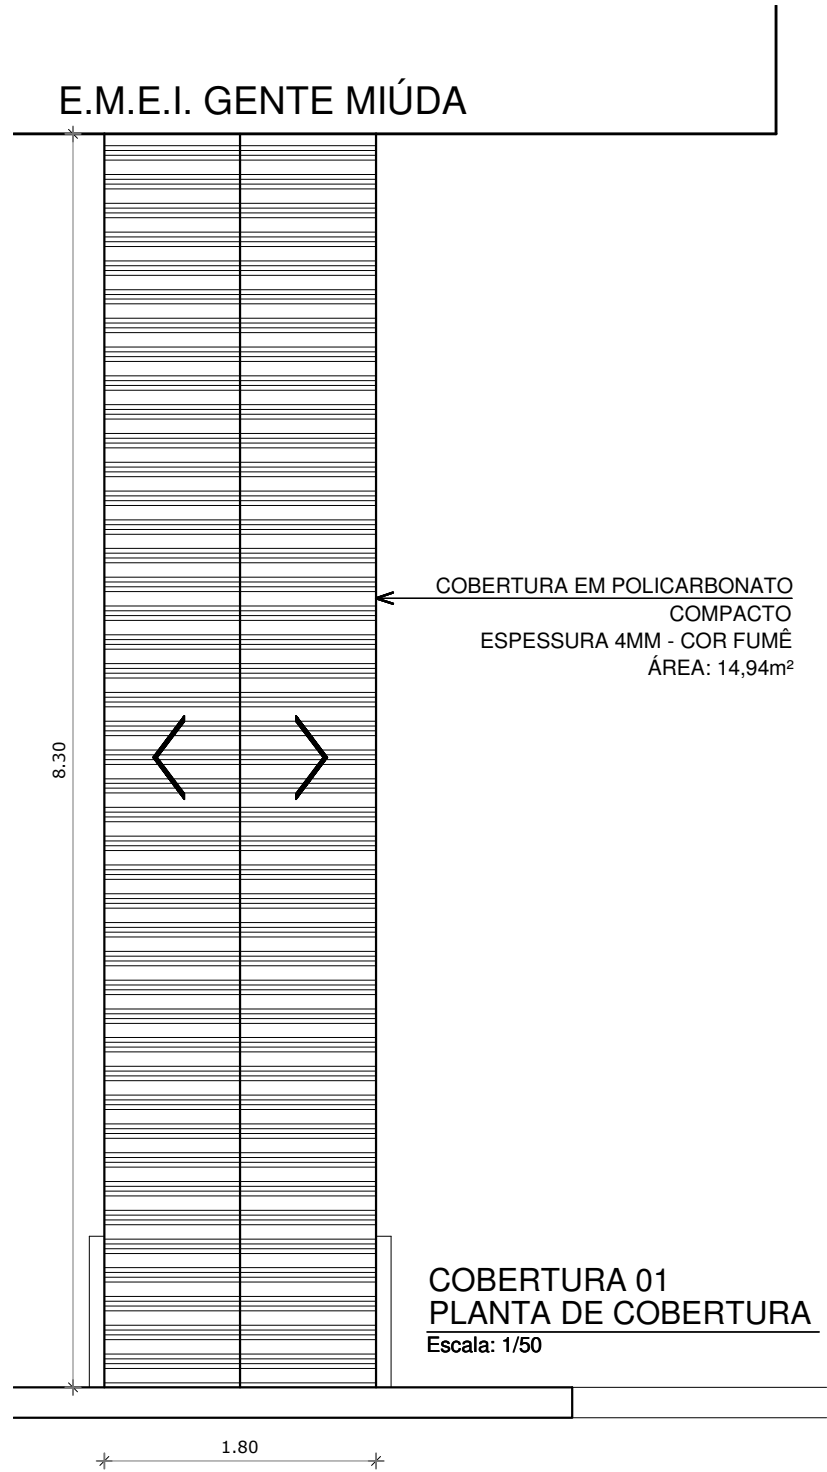 E.M.E.I. GENTE MIÚDA
COBERTURA EM POLICARBONATO
COMPACTO
ESPESSURA 4MM - COR FUMÊ
ÁREA: 14,94m²
8.30
COBERTURA 01
PLANTA DE COBERTURA
Escala: 1/50
1.80